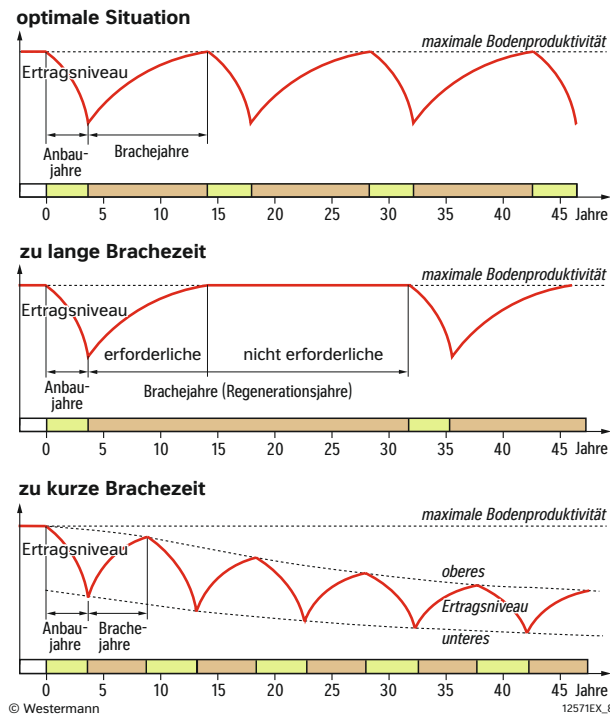 optimale Situation
maximale Bodenproduktivität
Ertragsniveau
Anbau-
jahre
Brachejahre
0 5 10 15 20 25 30 35 40 45 Jahre
zu lange Brachezeit
maximale Bodenproduktivität
Ertragsniveau
erforderliche nicht erforderliche
Anbau-
jahre
Brachejahre (Regenerationsjahre)
0 5 10 15 20 25 30 35 40 45 Jahre
zu kurze Brachezeit
maximale Bodenproduktivität
Ertragsniveau
oberes
Ertragsniveau
unteres
Anbau- Brache-
jahre jahre
0 5 10 15 20 25 30 35 40 45 Jahre
© Westermann 12571EX_8